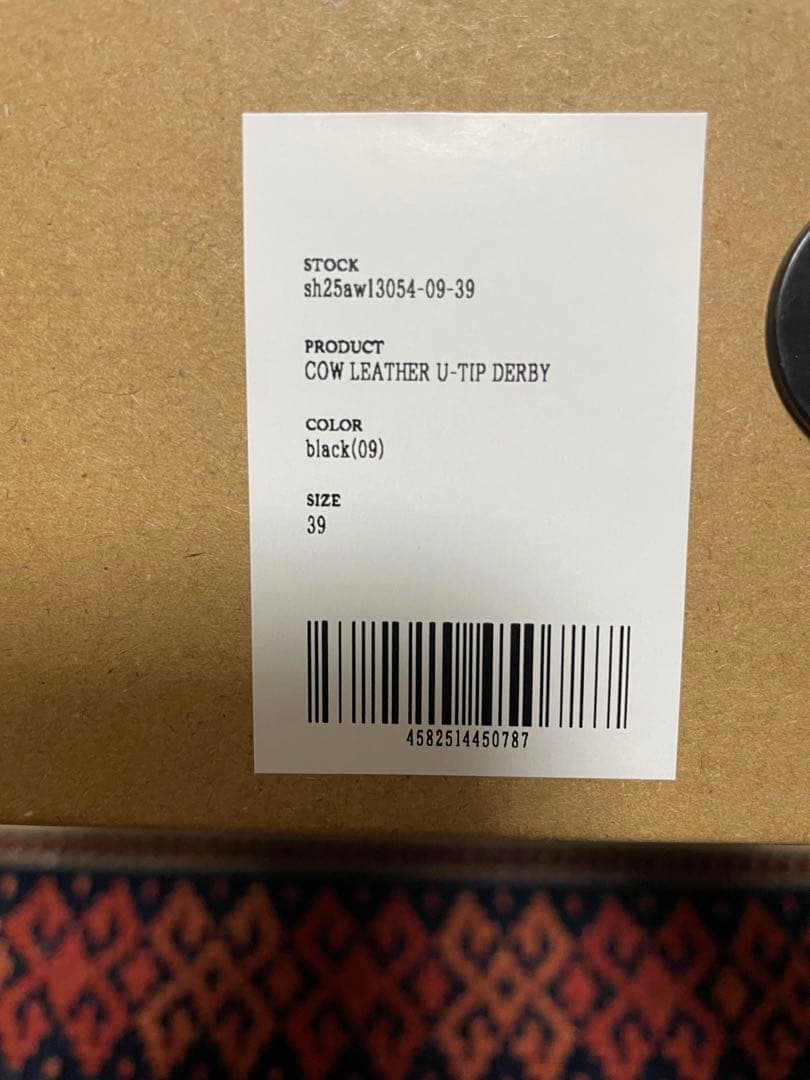 STOCK
sh25aw13054-09-39
PRODUCT
COW LEATHER U-TIP DERBY
COLOR
black(09)
SIZE
39
4582514450787